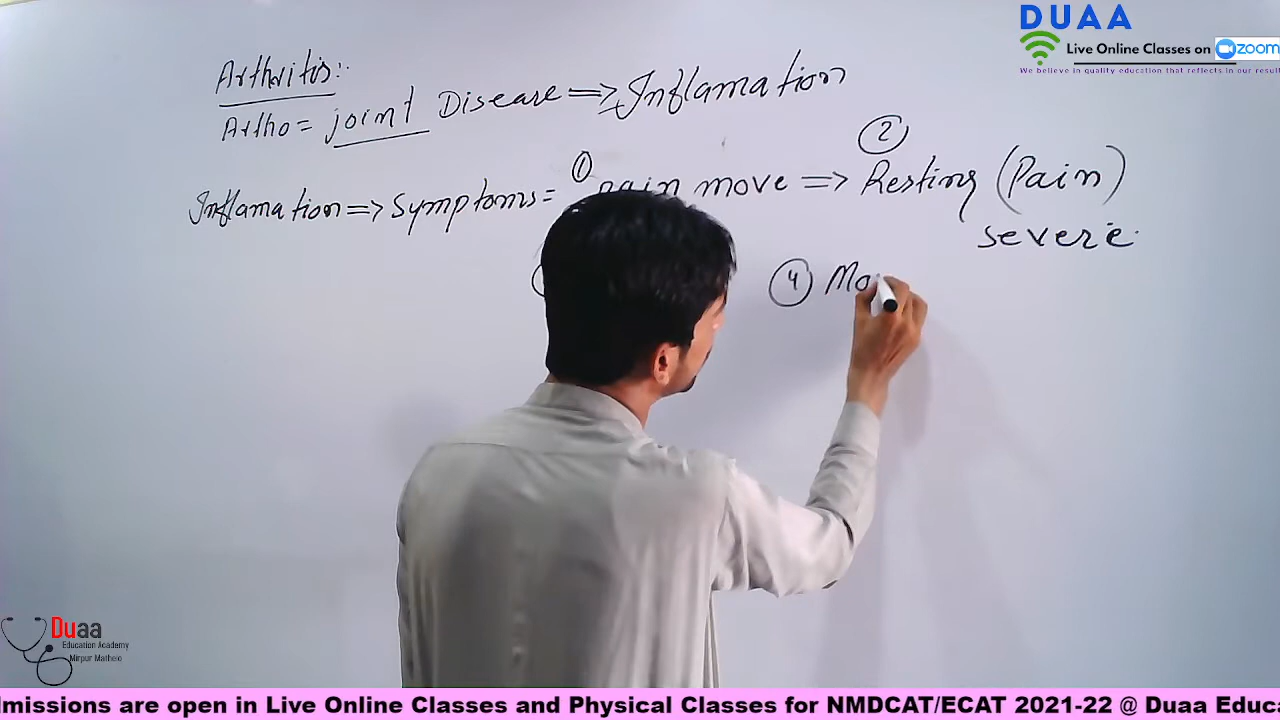 DUAA
Live Online Classes on zoom
We believe in quality education that reflects in our result
Arthritis:
Artho = joint Disease => Inflamation
Inflamation => Symptoms = ① pain move => ② Resting (Pain)
severe
④ Mo
Duaa
Education Academy
Mirpur Mathelo
dmissions are open in Live Online Classes and Physical Classes for NMDCAT/ECAT 2021-22 @ Duaa Educa